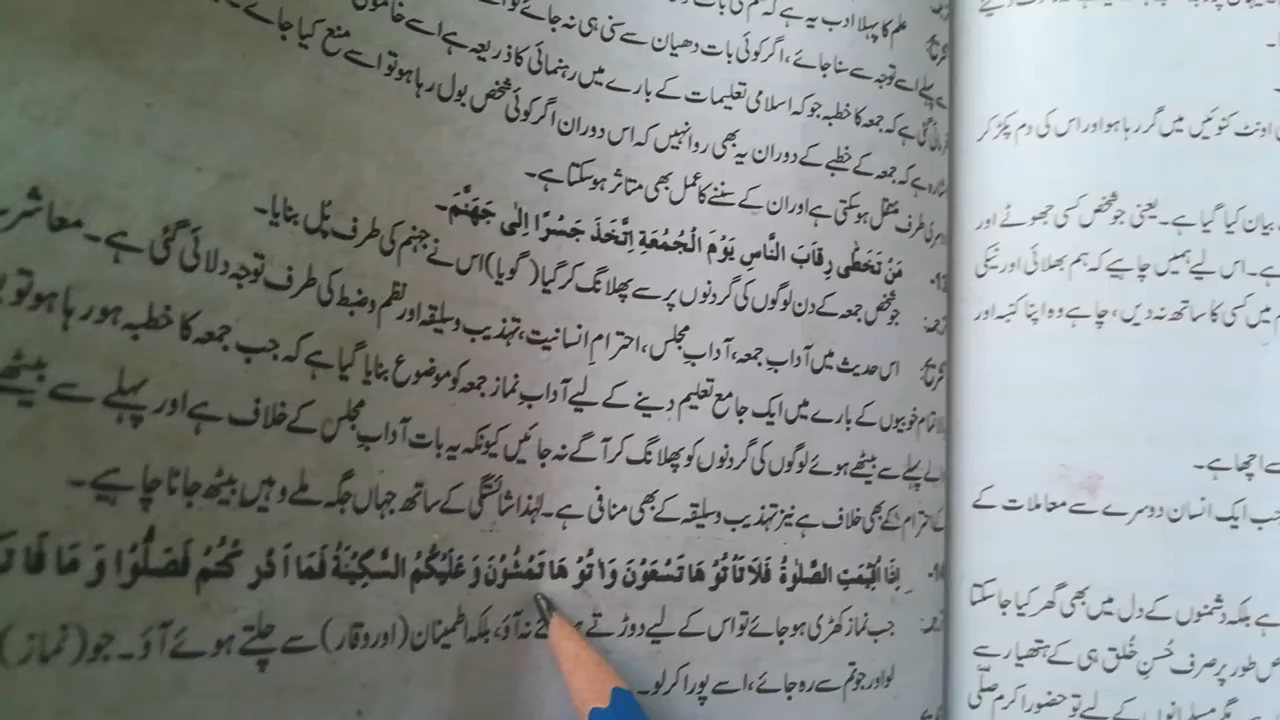 علم کا پہلا ادب یہ ہے کہ
اسے توجہ سے سنا جائے، اگر کوئی بات دھیان سے سنی ہی نہ جائے تو
ہے کہ جمعہ کا خطبہ جو کہ اسلامی تعلیمات کے بارے میں رہنمائی کا ذریعہ ہے اسے خاموش
ہے کہ جمعہ کے خطبے کے دوران یہ بھی روا نہیں کہ اس دوران اگر کوئی شخص بول رہا ہو تو اسے منع کیا جائے
کی طرف منتقل ہو سکتی ہے اور ان کے سننے کا عمل بھی متاثر ہو سکتا ہے۔
مَنْ تَخَطّٰى رِقَابَ النَّاسِ يَوْمَ الْجُمُعَةِ اِتَّخَذَ جَسْرًا اِلٰى جَهَنَّمَ۔
جو شخص جمعہ کے دن لوگوں کی گردنوں پر سے پھلانگ کر گیا (گویا) اس نے جہنم کی طرف پُل بنایا۔
اس حدیث میں آدابِ جمعہ، آدابِ مجلس، احترامِ انسانیت، تہذیب و سلیقہ اور نظم و ضبط کی طرف توجہ دلائی گئی ہے۔
تمام خوبیوں کے بارے میں ایک جامع تعلیم دینے کے لیے آدابِ نماز جمعہ کو موضوع بنایا گیا ہے کہ جب جمعہ کا خطبہ ہو رہا ہو تو
پہلے سے بیٹھے ہوئے لوگوں کی گردنوں کو پھلانگ کر آگے نہ جائیں کیونکہ یہ بات آدابِ مجلس کے خلاف ہے اور پہلے سے بیٹھے
احترام کے بھی خلاف ہے نیز تہذیب و سلیقہ کے بھی منافی ہے۔ لہٰذا شائستگی کے ساتھ جہاں جگہ ملے وہیں بیٹھ جانا چاہیے۔
اِذَا اُقِيْمَتِ الصَّلٰوةُ فَلَا تَاْتُوْ هَا تَسْعَوْنَ وَاْتُوْ هَا تَمْشُوْنَ وَ عَلَيْكُمُ السَّكِيْنَةُ فَمَا اَدْرَ كْتُمْ فَصَلُّوْا وَ مَا فَا
جب نماز کھڑی ہو جائے تو اس کے لیے دوڑتے نہ آؤ، بلکہ اطمینان (اور وقار) سے چلتے ہوئے آؤ۔ جو (نماز)
لو اور جو تم سے رہ جائے، اسے پورا کر لو۔
اونٹ کنوئیں میں گر رہا ہو اور اس کی دم پکڑ کر
بیان کیا گیا ہے۔ یعنی جو شخص کسی جھوٹے اور
ہے۔ اس لیے ہمیں چاہیے کہ ہم بھلائی اور نیکی
میں کسی کا ساتھ نہ دیں، چاہے وہ اپنا کنبہ اور
سے اچھا ہے۔
جب ایک انسان دوسرے سے معاملات کے
ہے بلکہ دشمنوں کے دل میں بھی گھر کیا جا سکتا
طور پر صرف حُسنِ خُلق ہی کے ہتھیار سے
مسلمانوں کے لیے تو حضور اکرم صلّی